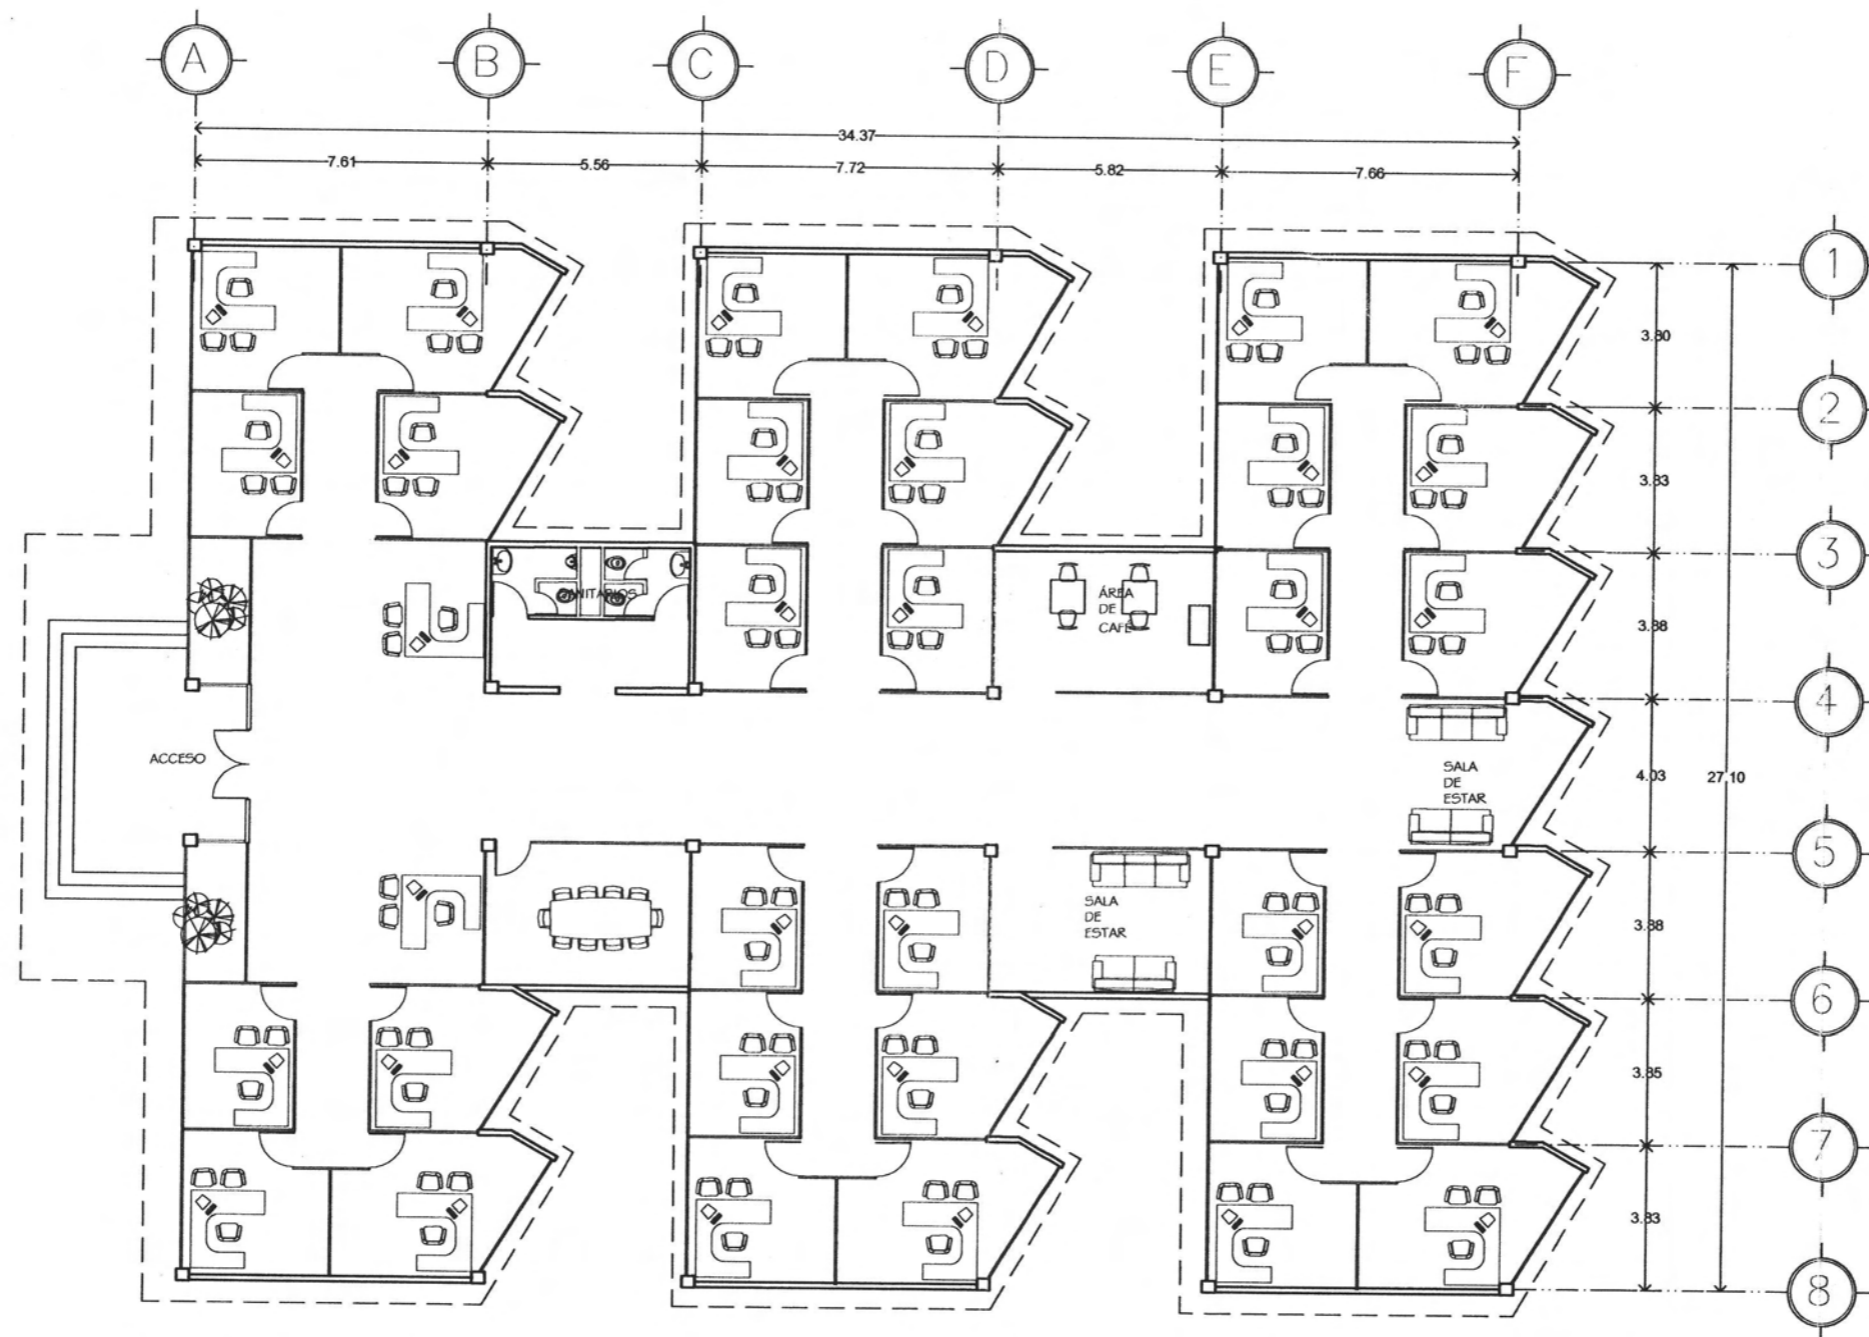 A B C D E F
34.37
7.61 5.56 7.72 5.82 7.66
1
3.80
2
3.83
3
SANITARIOS
ÁREA
DE
CAFÉ
3.88
4
ACCESO
SALA
DE
ESTAR
4.03 27.10
5
SALA
DE
ESTAR
3.88
6
3.85
7
3.83
8